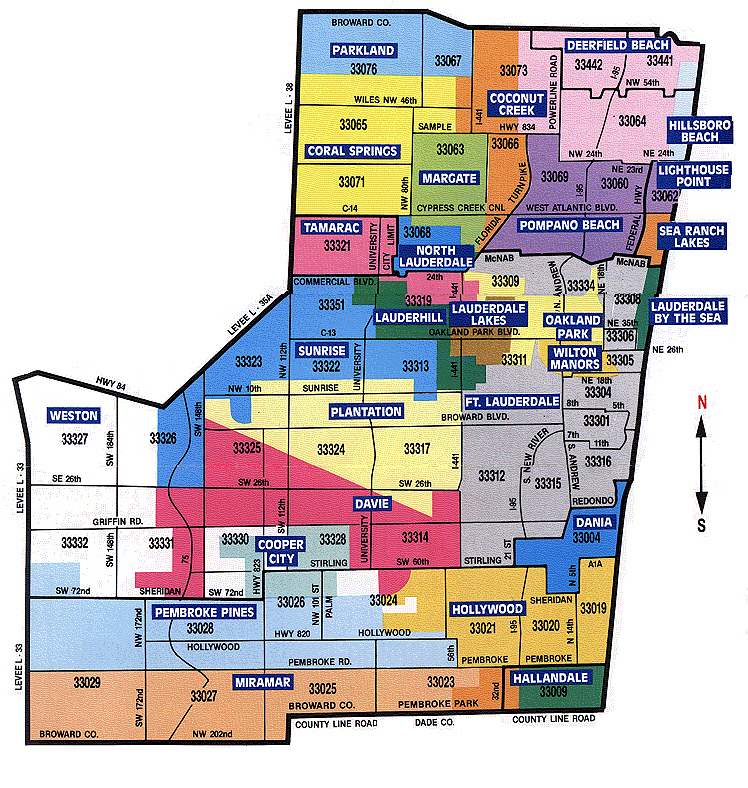 BROWARD CO.
PARKLAND
33076
33067
33073
DEERFIELD BEACH
33442
33441
I-95
NW 54th
POWERLINE ROAD
LEVEE L - 38
WILES NW 46th
COCONUT
CREEK
I-441
HWY 834
SAMPLE
33065
33064
HILLSBORO
BEACH
CORAL SPRINGS
33063
33066
NW 24th
NE 24th
MARGATE
33071
NW 80th
C-14
CYPRESS CREEK CNL
TURNPIKE
FLORIDA
33069
I-95
NE 23rd
33060
HWY
FEDERAL
LIGHTHOUSE
POINT
33062
WEST ATLANTIC BLVD.
POMPANO BEACH
SEA RANCH
LAKES
TAMARAC
33321
UNIVERSITY
CITY LIMIT
33068
NORTH
LAUDERDALE
McNAB
McNAB
COMMERCIAL BLVD.
24th
I-441
33309
N. ANDREW
33334
NE 18th
33308
33351
33319
LEVEE L - 35A
LAUDERHILL
LAUDERDALE
LAKES
OAKLAND
PARK
LAUDERDALE
BY THE SEA
C-13
OAKLAND PARK BLVD.
NE 35th
33306
NE 26th
SUNRISE
33323
NW 112th
33322
UNIVERSITY
33313
I-441
33311
WILTON
MANORS
33305
HWY 84
NW 10th
SUNRISE
NE 18th
33304
WESTON
33327
SW 184th
33326
SW 148th
PLANTATION
FT. LAUDERDALE
BROWARD BLVD.
8th
5th
33301
7th
11th
33325
33324
33317
I-441
33312
S. NEW RIVER
S. ANDREW
33316
LEVEE L - 33
SE 26th
SW 26th
SW 26th
I-95
33315
REDONDO
DAVIE
GRIFFIN RD.
SW 112th
UNIVERSITY
DANIA
33004
33332
SW 148th
33331
75
33330
COOPER
CITY
33328
33314
STIRLING
SW 60th
STIRLING
21 ST
A1A
N 5th
SW 72nd
SHERIDAN
SW 72nd
HWY 823
33026
NW 101 ST
PALM
33024
HOLLYWOOD
33021
I-95
SHERIDAN
33020
N 14th
33019
PEMBROKE PINES
33028
NW 172nd
HOLLYWOOD
HWY 820
HOLLYWOOD
PEMBROKE RD.
56th
PEMBROKE
PEMBROKE
LEVEE L - 33
33029
SW 172nd
33027
MIRAMAR
33025
33023
32nd
HALLANDALE
33009
BROWARD CO.
NW 202nd
BROWARD CO.
PEMBROKE PARK
COUNTY LINE ROAD
DADE CO.
COUNTY LINE ROAD
N
S